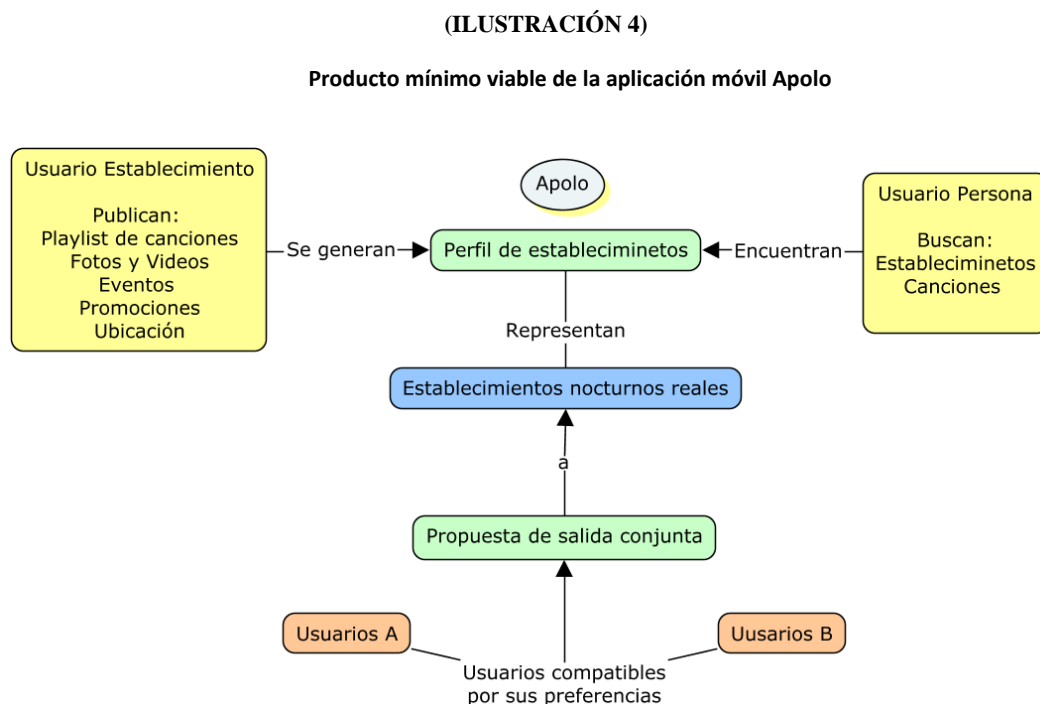 (ILUSTRACIÓN 4)
Producto mínimo viable de la aplicación móvil Apolo
Usuario Establecimiento
Publican:
Playlist de canciones
Fotos y Videos
Eventos
Promociones
Ubicación
Se generan
Apolo
Perfil de estableciminetos
Encuentran
Usuario Persona
Buscan:
Estableciminetos
Canciones
Representan
Establecimientos nocturnos reales
a
Propuesta de salida conjunta
Usuarios A
Uusarios B
Usuarios compatibles
por sus preferencias